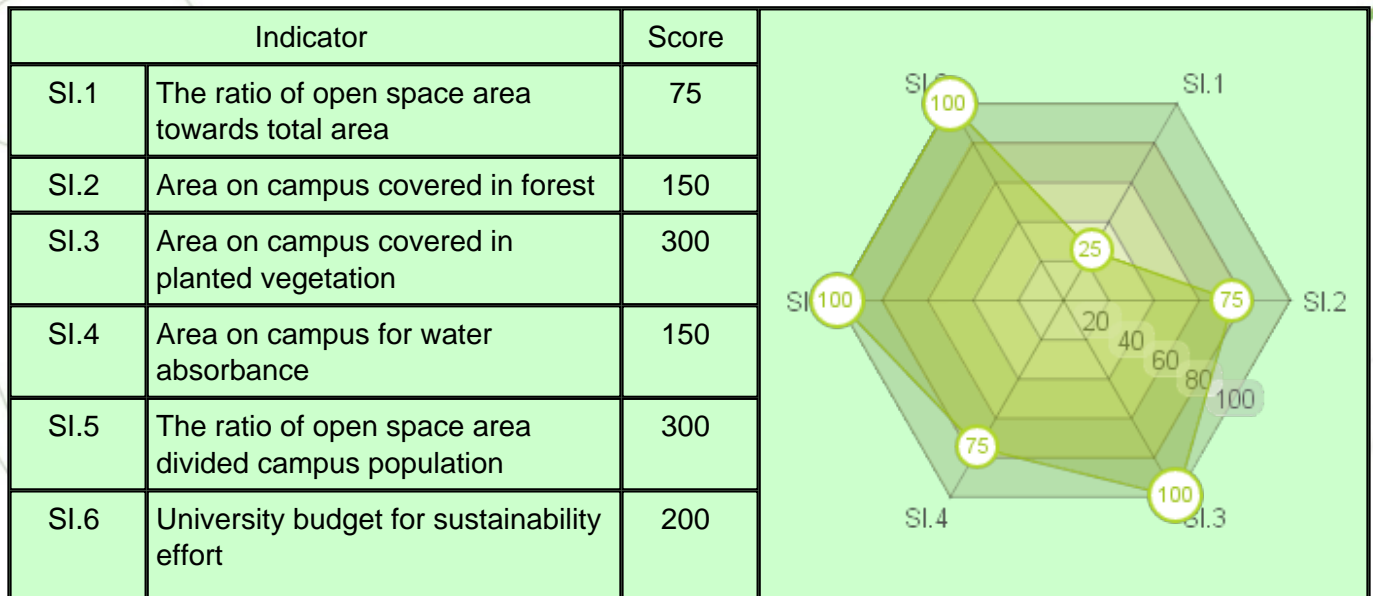 Indicator Score
SI.1 The ratio of open space area 75
towards total area
SI.2 Area on campus covered in forest 150
SI.3 Area on campus covered in 300
planted vegetation
SI.4 Area on campus for water 150
absorbance
SI.5 The ratio of open space area 300
divided campus population
SI.6 University budget for sustainability 200
effort
SI.1
100
25
100
75
SI.2
20
40
60
80
100
75
100
SI.4
SI.3